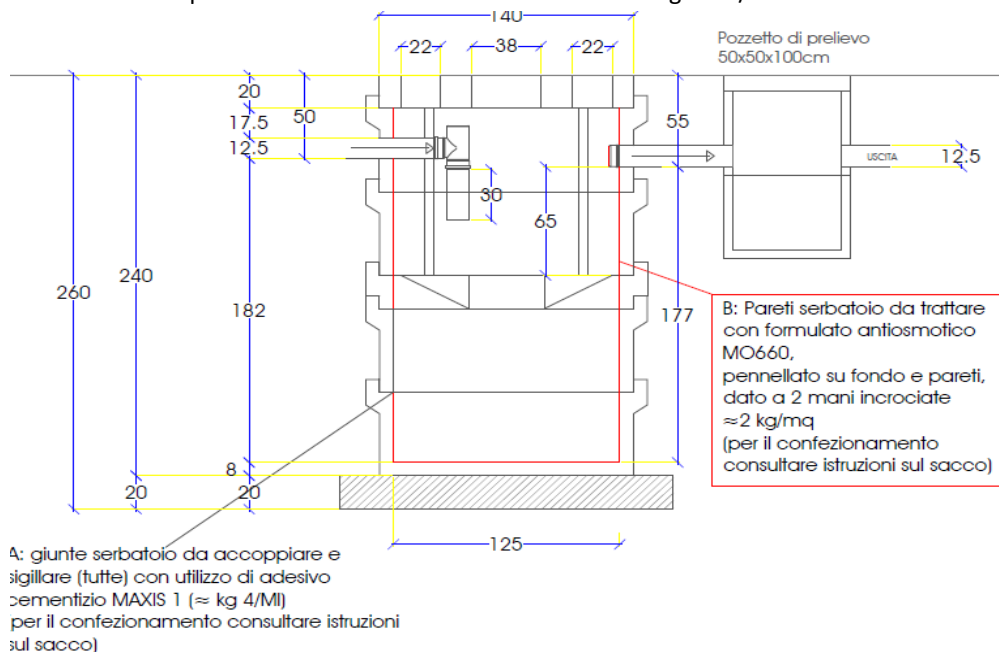 140
22
38
22
Pozzetto di prelievo
50x50x100cm
20
17.5
50
12.5
55
USCITA
12.5
30
65
240
260
182
177
B: Pareti serbatoio da trattare
con formulato antiosmotico
MO660,
pennellato su fondo e pareti,
dato a 2 mani incrociate
≈2 kg/mq
(per il confezionamento
consultare istruzioni sul sacco)
8
20
20
125
A: giunte serbatoio da accoppiare e
sigillare (tutte) con utilizzo di adesivo
cementizio MAXIS 1 (≈ kg 4/Ml)
per il confezionamento consultare istruzioni
sul sacco)